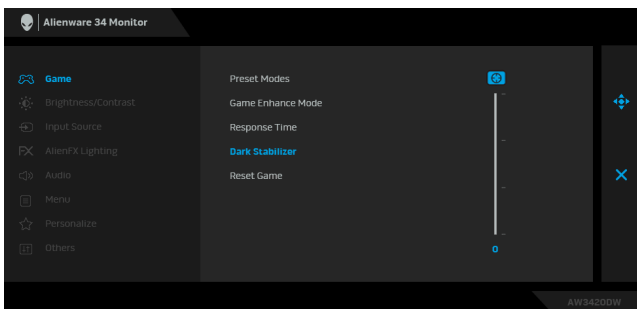 Alienware 34 Monitor
Game
Preset Modes
Brightness/Contrast
Game Enhance Mode
Input Source
Response Time
AlienFX Lighting
Dark Stabilizer
Audio
Reset Game
Menu
Personalize
Others
0
AW3420DW